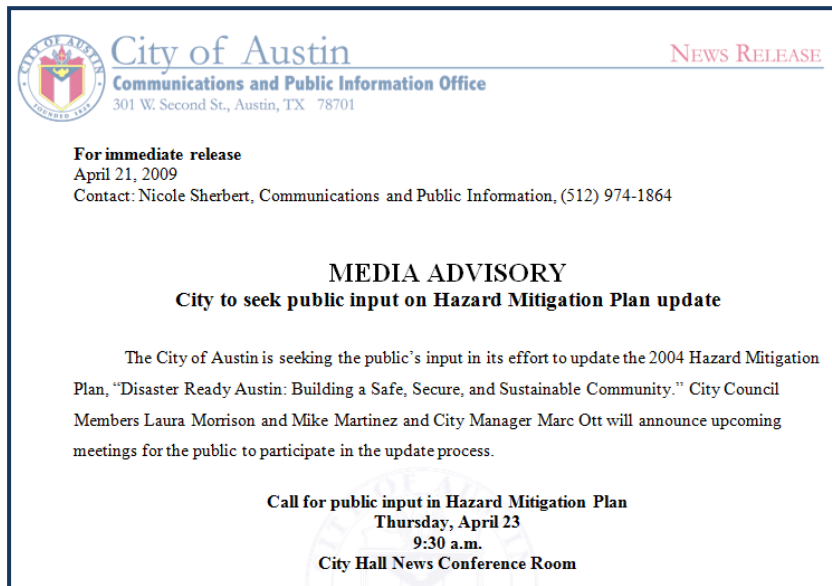 CITY OF AUSTIN
FOUNDED 1839
City of Austin
NEWS RELEASE
Communications and Public Information Office
301 W. Second St., Austin, TX 78701
For immediate release
April 21, 2009
Contact: Nicole Sherbert, Communications and Public Information, (512) 974-1864
MEDIA ADVISORY
City to seek public input on Hazard Mitigation Plan update
The City of Austin is seeking the public’s input in its effort to update the 2004 Hazard Mitigation
Plan, “Disaster Ready Austin: Building a Safe, Secure, and Sustainable Community.” City Council
Members Laura Morrison and Mike Martinez and City Manager Marc Ott will announce upcoming
meetings for the public to participate in the update process.
Call for public input in Hazard Mitigation Plan
Thursday, April 23
9:30 a.m.
City Hall News Conference Room